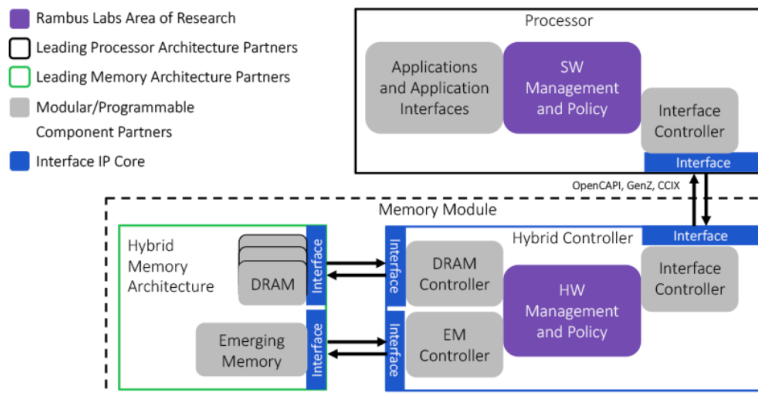 Rambus Labs Area of Research
Leading Processor Architecture Partners
Leading Memory Architecture Partners
Modular/Programmable
Component Partners
Interface IP Core
Processor
Applications
and Application
Interfaces
SW
Management
and Policy
Interface
Controller
Interface
OpenCAPI, GenZ, CCIX
Memory Module
Hybrid
Memory
Architecture
DRAM
Interface
Emerging
Memory
Interface
Hybrid Controller
Interface
Interface
DRAM
Controller
Interface
EM
Controller
HW
Management
and Policy
Interface
Controller